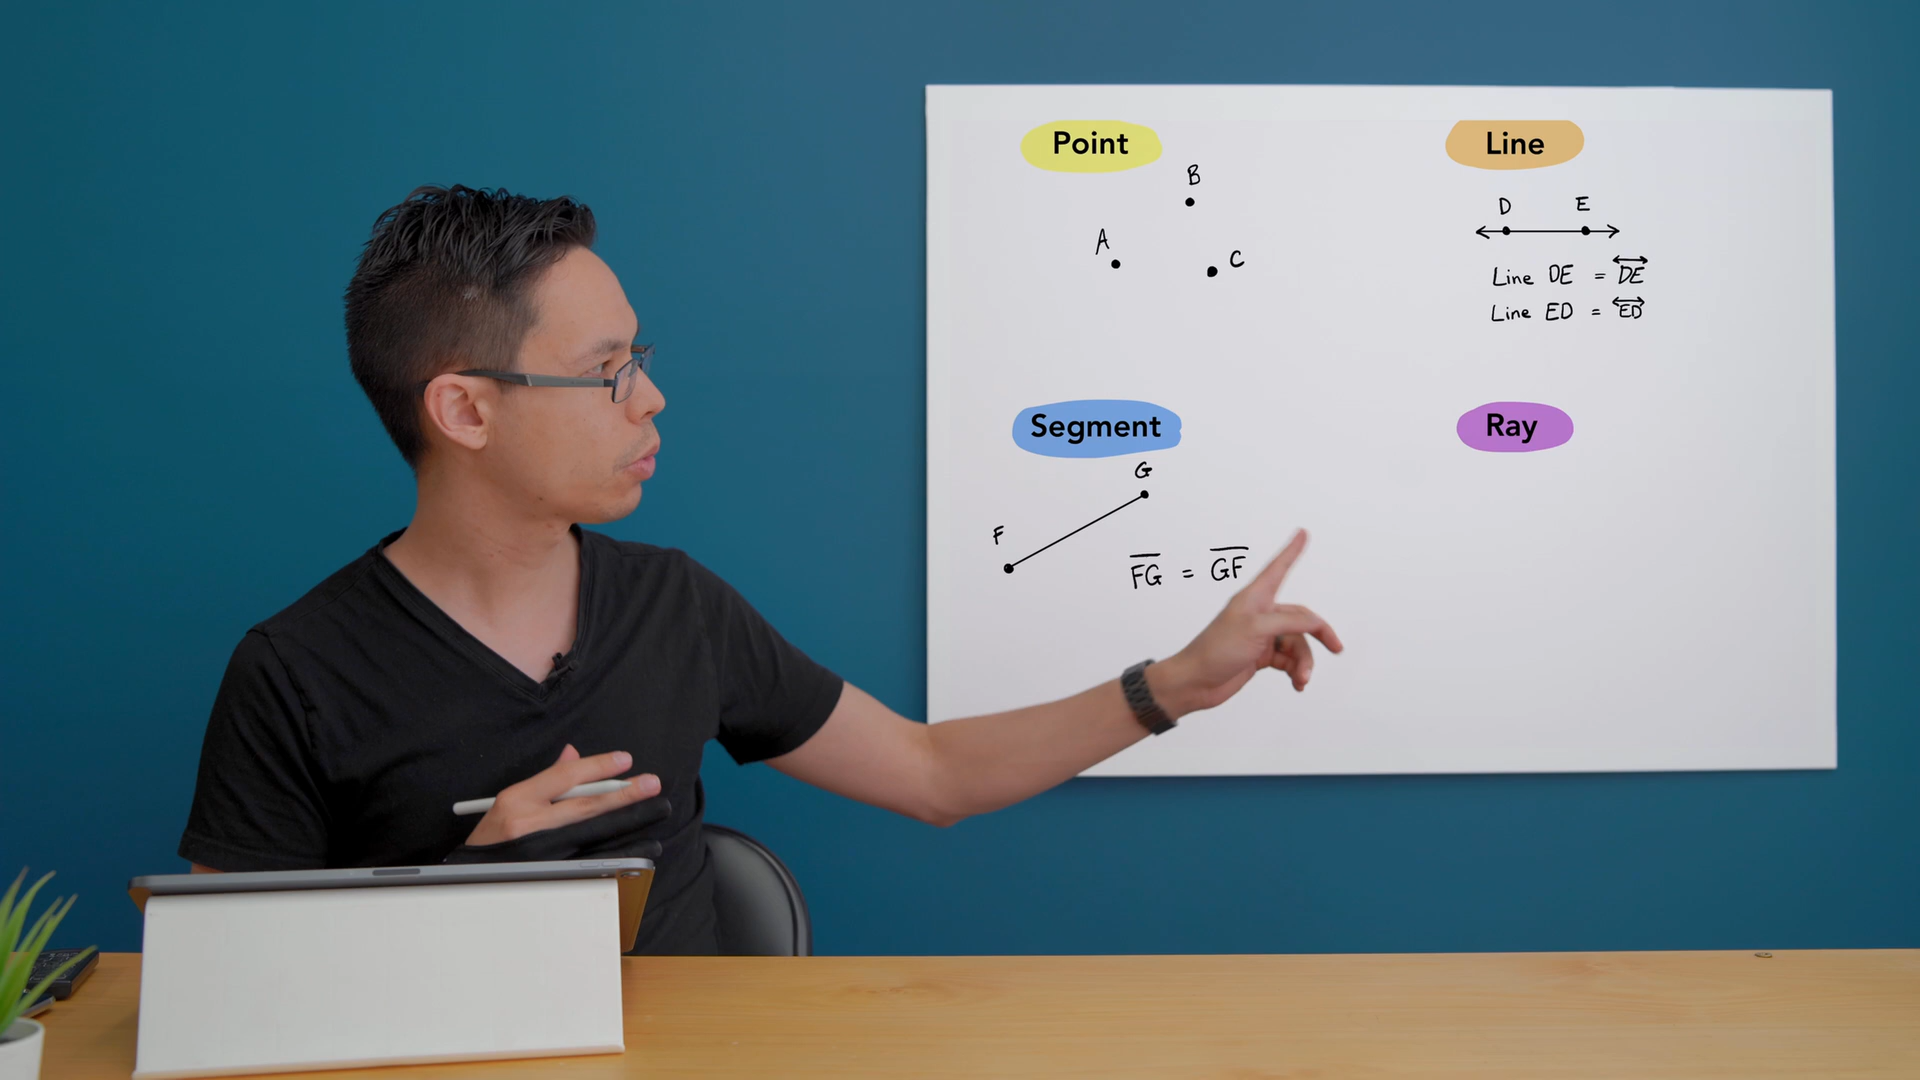 Point
B
A
C
Line
D E
Line DE = DE
Line ED = ED
Segment
G
F
FG = GF
Ray